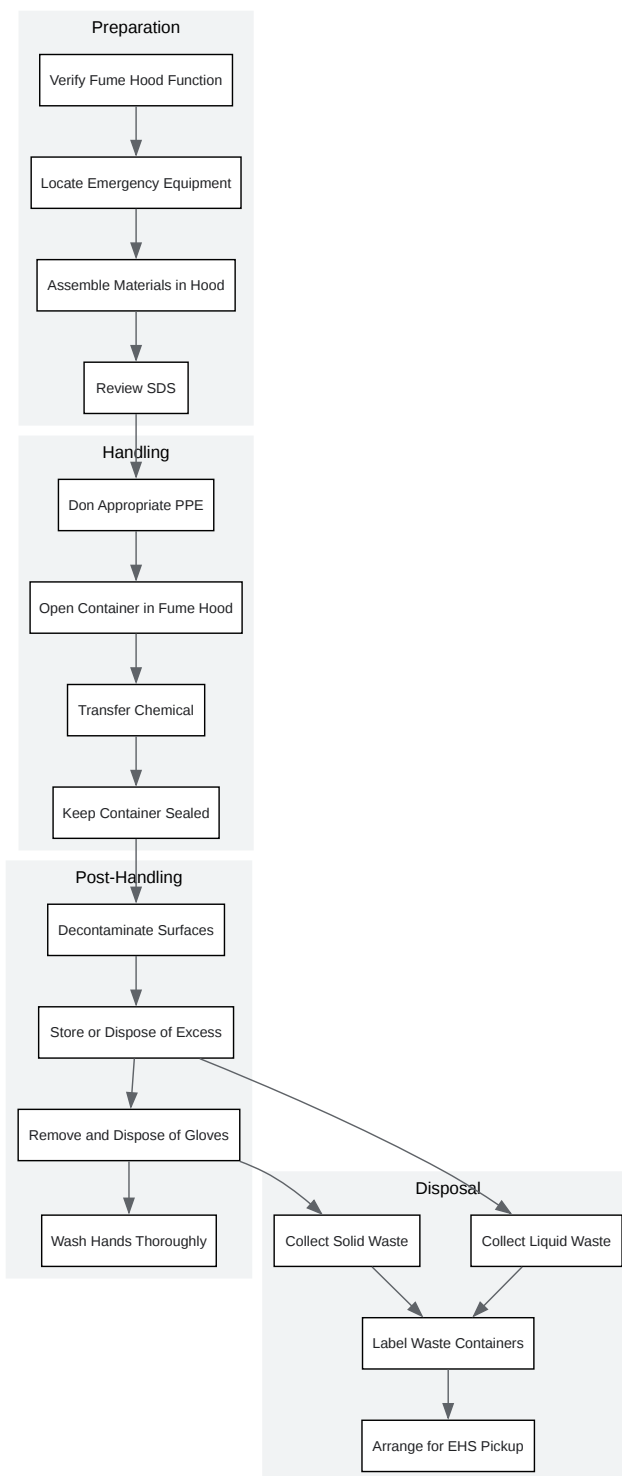 Preparation
Verify Fume Hood Function
Locate Emergency Equipment
Assemble Materials in Hood
Review SDS
Handling
Don Appropriate PPE
Open Container in Fume Hood
Transfer Chemical
Keep Container Sealed
Post-Handling
Decontaminate Surfaces
Store or Dispose of Excess
Remove and Dispose of Gloves
Wash Hands Thoroughly
Disposal
Collect Solid Waste
Collect Liquid Waste
Label Waste Containers
Arrange for EHS Pickup